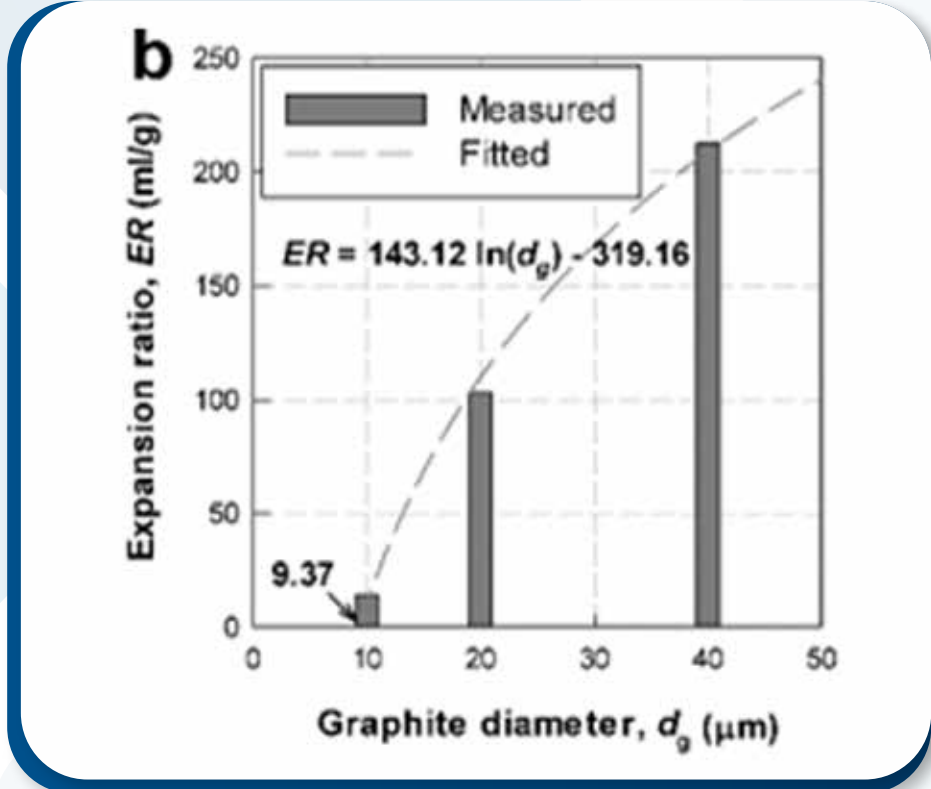 b
250
Measured
Fitted
200
ER = 143.12 ln(dg) - 319.16
150
100
50
9.37
0
0 10 20 30 40 50
Expansion ratio, ER (ml/g)
Graphite diameter, dg (μm)